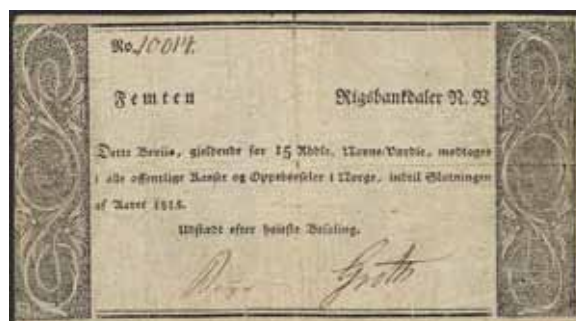 No. 10014.
Femten Rigsbankdaler N. V
Dette Beviis, gieldende for 15 Rbdlr. Navne-Værdie, modtages
i alle offentlige Kasser og Oppebørseler i Norge, indtil Slutningen
af Aaret 1815.
Udstædt efter høieste Befaling.
Groth